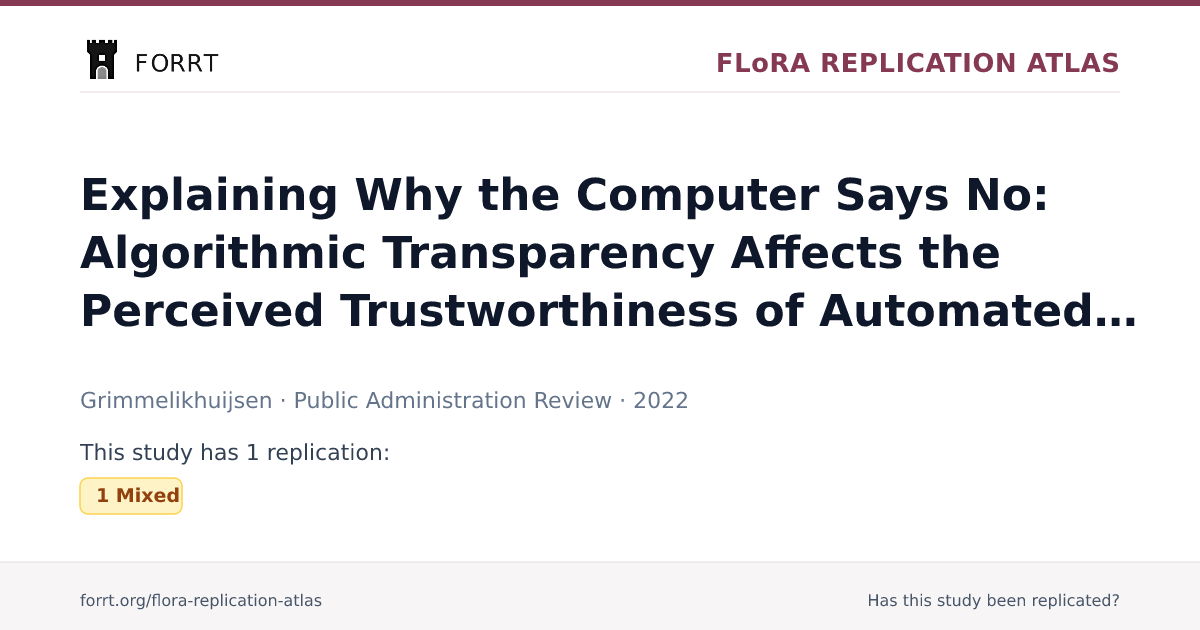 FORRT
FLoRA REPLICATION ATLAS
Explaining Why the Computer Says No:
Algorithmic Transparency Affects the
Perceived Trustworthiness of Automated…
Grimmelikhuijsen · Public Administration Review · 2022
This study has 1 replication:
1 Mixed
forrt.org/flora-replication-atlas
Has this study been replicated?